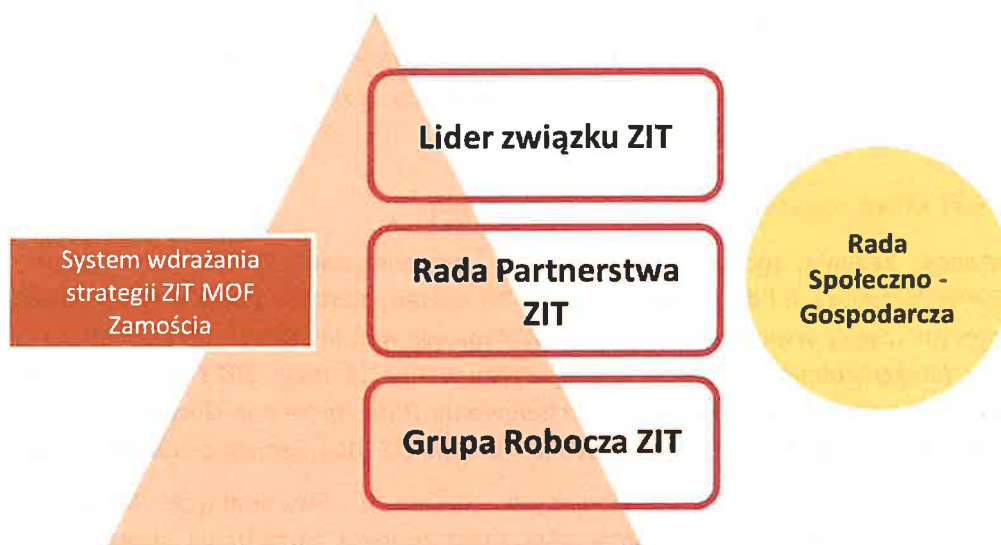 Lider związku ZIT
System wdrażania
strategii ZIT MOF
Zamościa
Rada Partnerstwa
ZIT
Rada
Społeczno -
Gospodarcza
Grupa Robocza ZIT